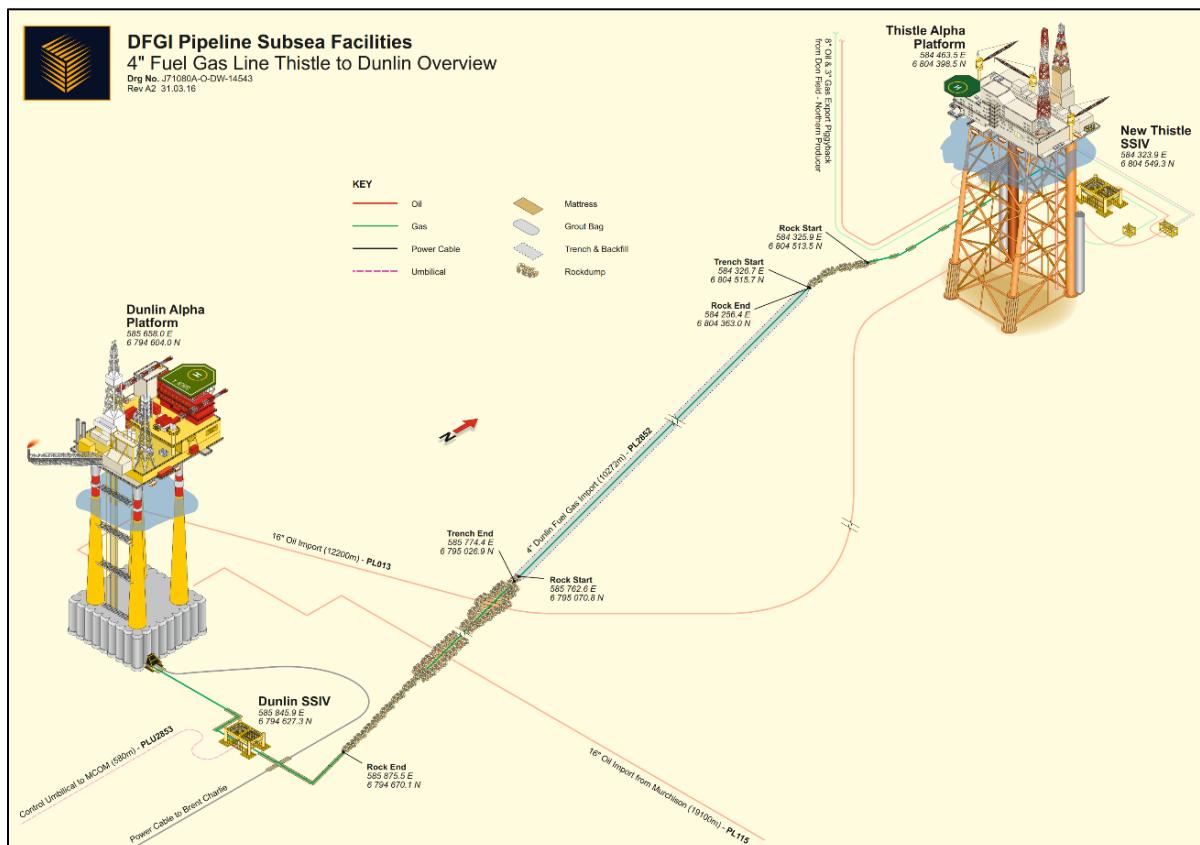 DFGI Pipeline Subsea Facilities
4" Fuel Gas Line Thistle to Dunlin Overview
Drg No. J71080A-O-DW-14543
Rev A2 31.03.16
Thistle Alpha
Platform
584 463.5 E
6 804 398.5 N
8" Oil & 3" Gas Export Piggyback
from Don Field - Northern Producer
New Thistle
SSIV
584 323.9 E
6 804 549.3 N
KEY
Oil
Gas
Power Cable
Umbilical
Mattress
Grout Bag
Trench & Backfill
Rockdump
Rock Start
584 325.9 E
6 804 513.5 N
Trench Start
584 326.7 E
6 804 515.7 N
Rock End
584 256.4 E
6 804 363.0 N
Dunlin Alpha
Platform
585 658.0 E
6 794 604.0 N
H
H
N
4" Dunlin Fuel Gas Import (10272m) - PL2852
16" Oil Import (12200m) - PL013
Trench End
585 774.4 E
6 795 026.9 N
Rock Start
585 762.6 E
6 795 070.8 N
Dunlin SSIV
585 845.9 E
6 794 627.3 N
Rock End
585 875.5 E
6 794 670.1 N
Control Umbilical to MCOM (580m) - PLU2853
Power Cable to Brent Charlie
16" Oil Import from Murchison (19100m) - PL115